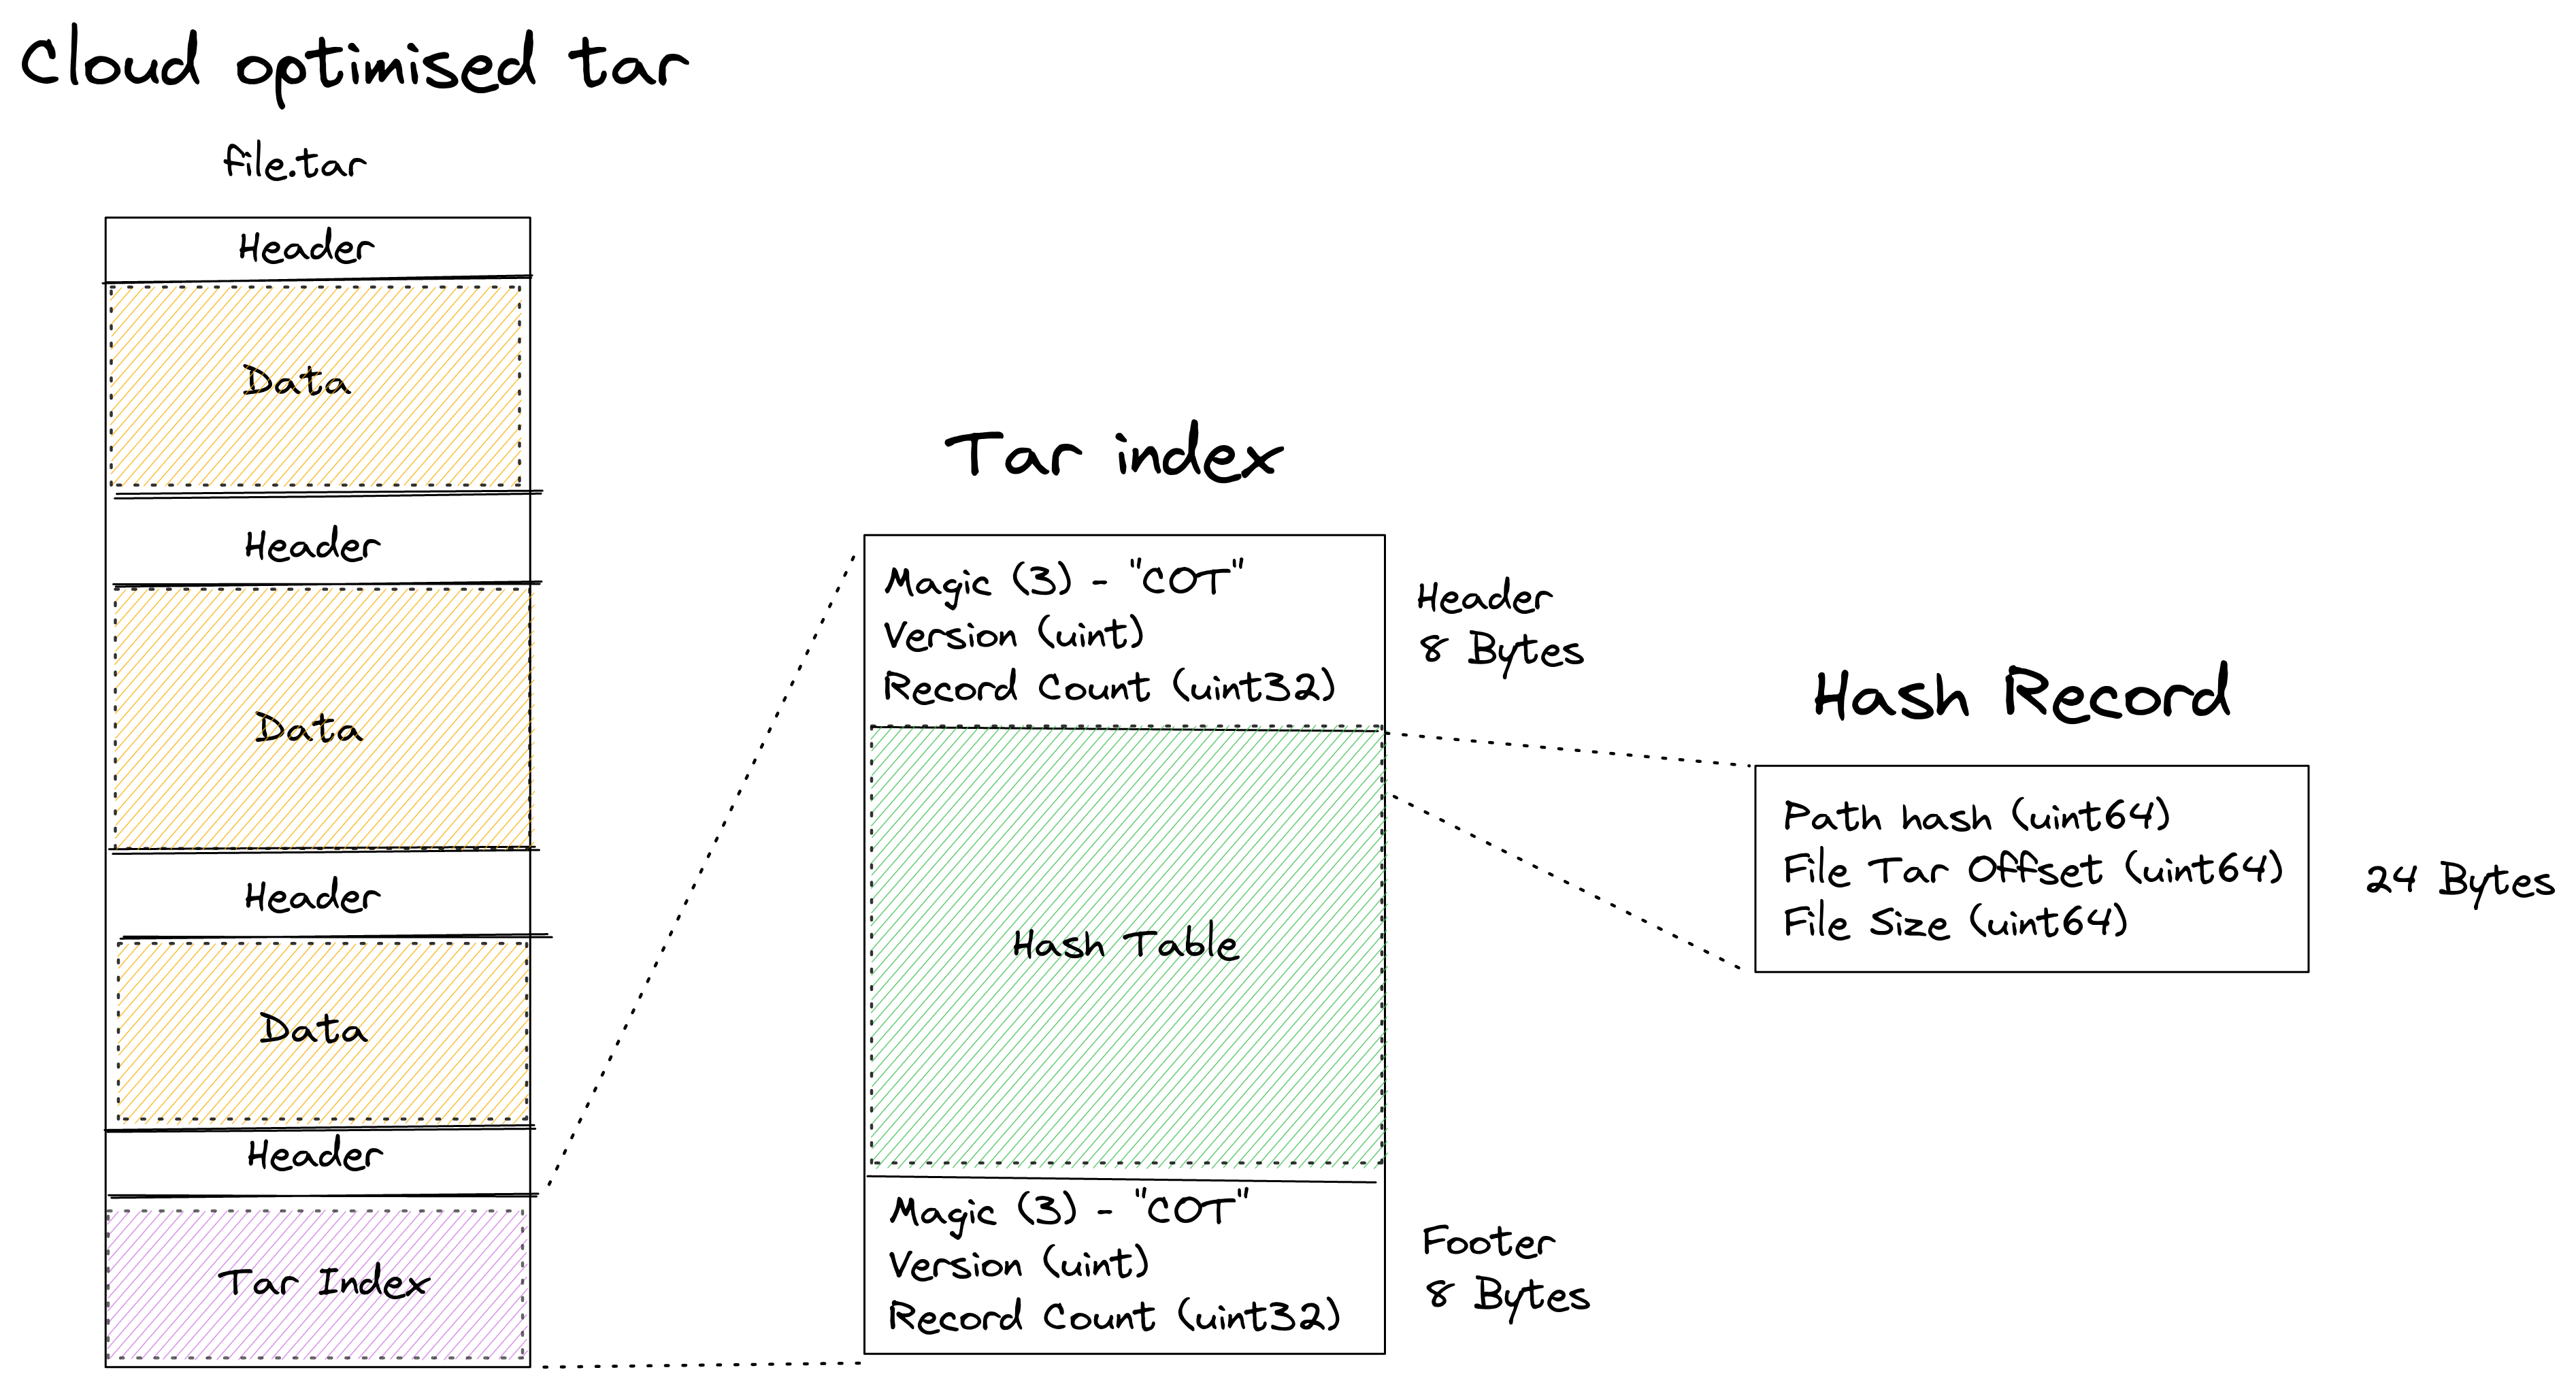 Cloud optimised tar
file.tar
Header
Data
Header
Data
Header
Data
Header
Tar Index
Tar index
Magic (3) - "COT"
Version (uint)
Record Count (uint32)
Header
8 Bytes
Hash Table
Magic (3) - "COT"
Version (uint)
Record Count (uint32)
Footer
8 Bytes
Hash Record
Path hash (uint64)
File Tar Offset (uint64)
File Size (uint64)
24 Bytes